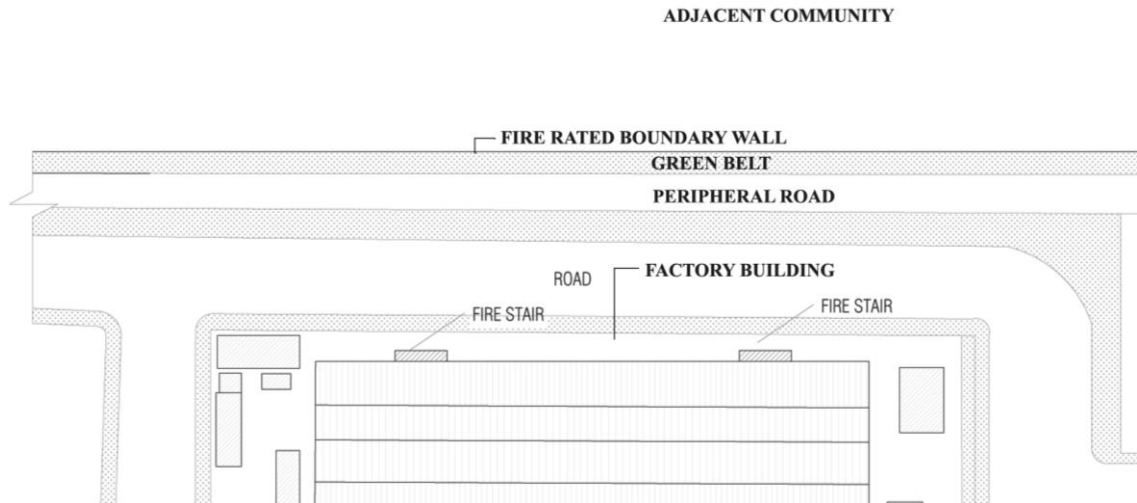 ADJACENT COMMUNITY
FIRE RATED BOUNDARY WALL
GREEN BELT
PERIPHERAL ROAD
FACTORY BUILDING
ROAD
FIRE STAIR
FIRE STAIR